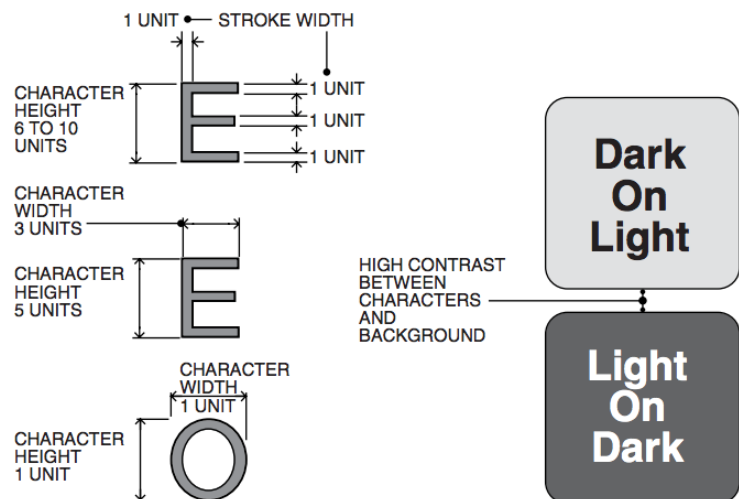 1 UNIT
STROKE WIDTH
CHARACTER
HEIGHT
6 TO 10
UNITS
E
1 UNIT
1 UNIT
1 UNIT
CHARACTER
WIDTH
3 UNITS
CHARACTER
HEIGHT
5 UNITS
E
CHARACTER
WIDTH
1 UNIT
CHARACTER
HEIGHT
1 UNIT
O
Dark
On
Light
HIGH CONTRAST
BETWEEN
CHARACTERS
AND
BACKGROUND
Light
On
Dark